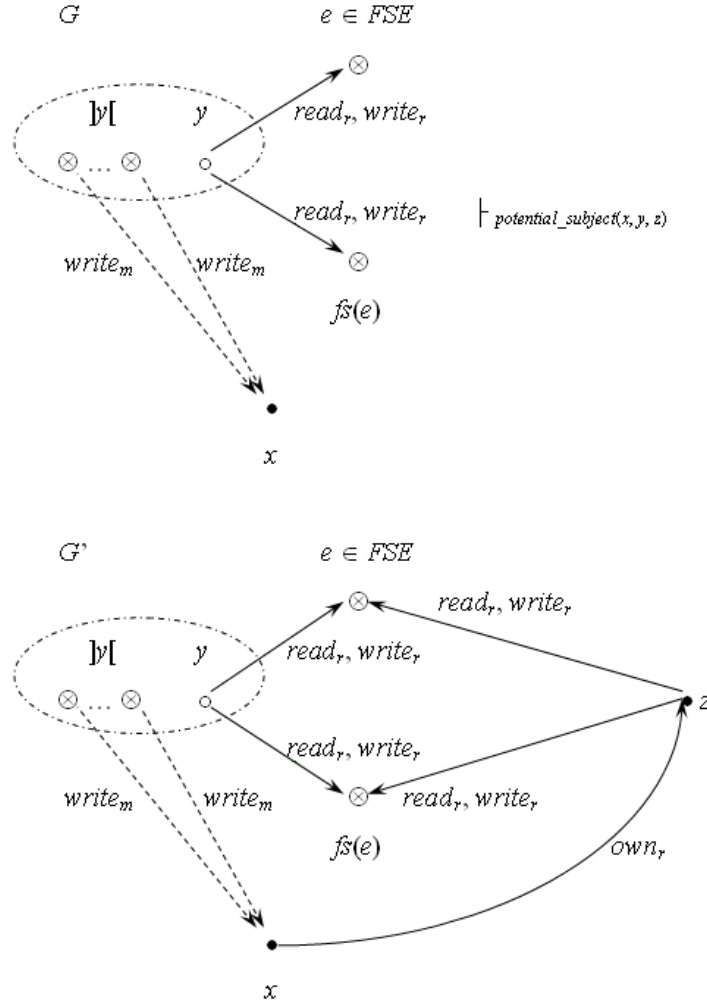 G e ∈ FSE
]y[ y
read_r, write_r
...
read_r, write_r
⊢ potential_subject(x, y, z)
write_m write_m
fs(e)
x
G' e ∈ FSE
read_r, write_r
]y[ y
read_r, write_r
... z
read_r, write_r
write_m write_m read_r, write_r
fs(e) own_r
x